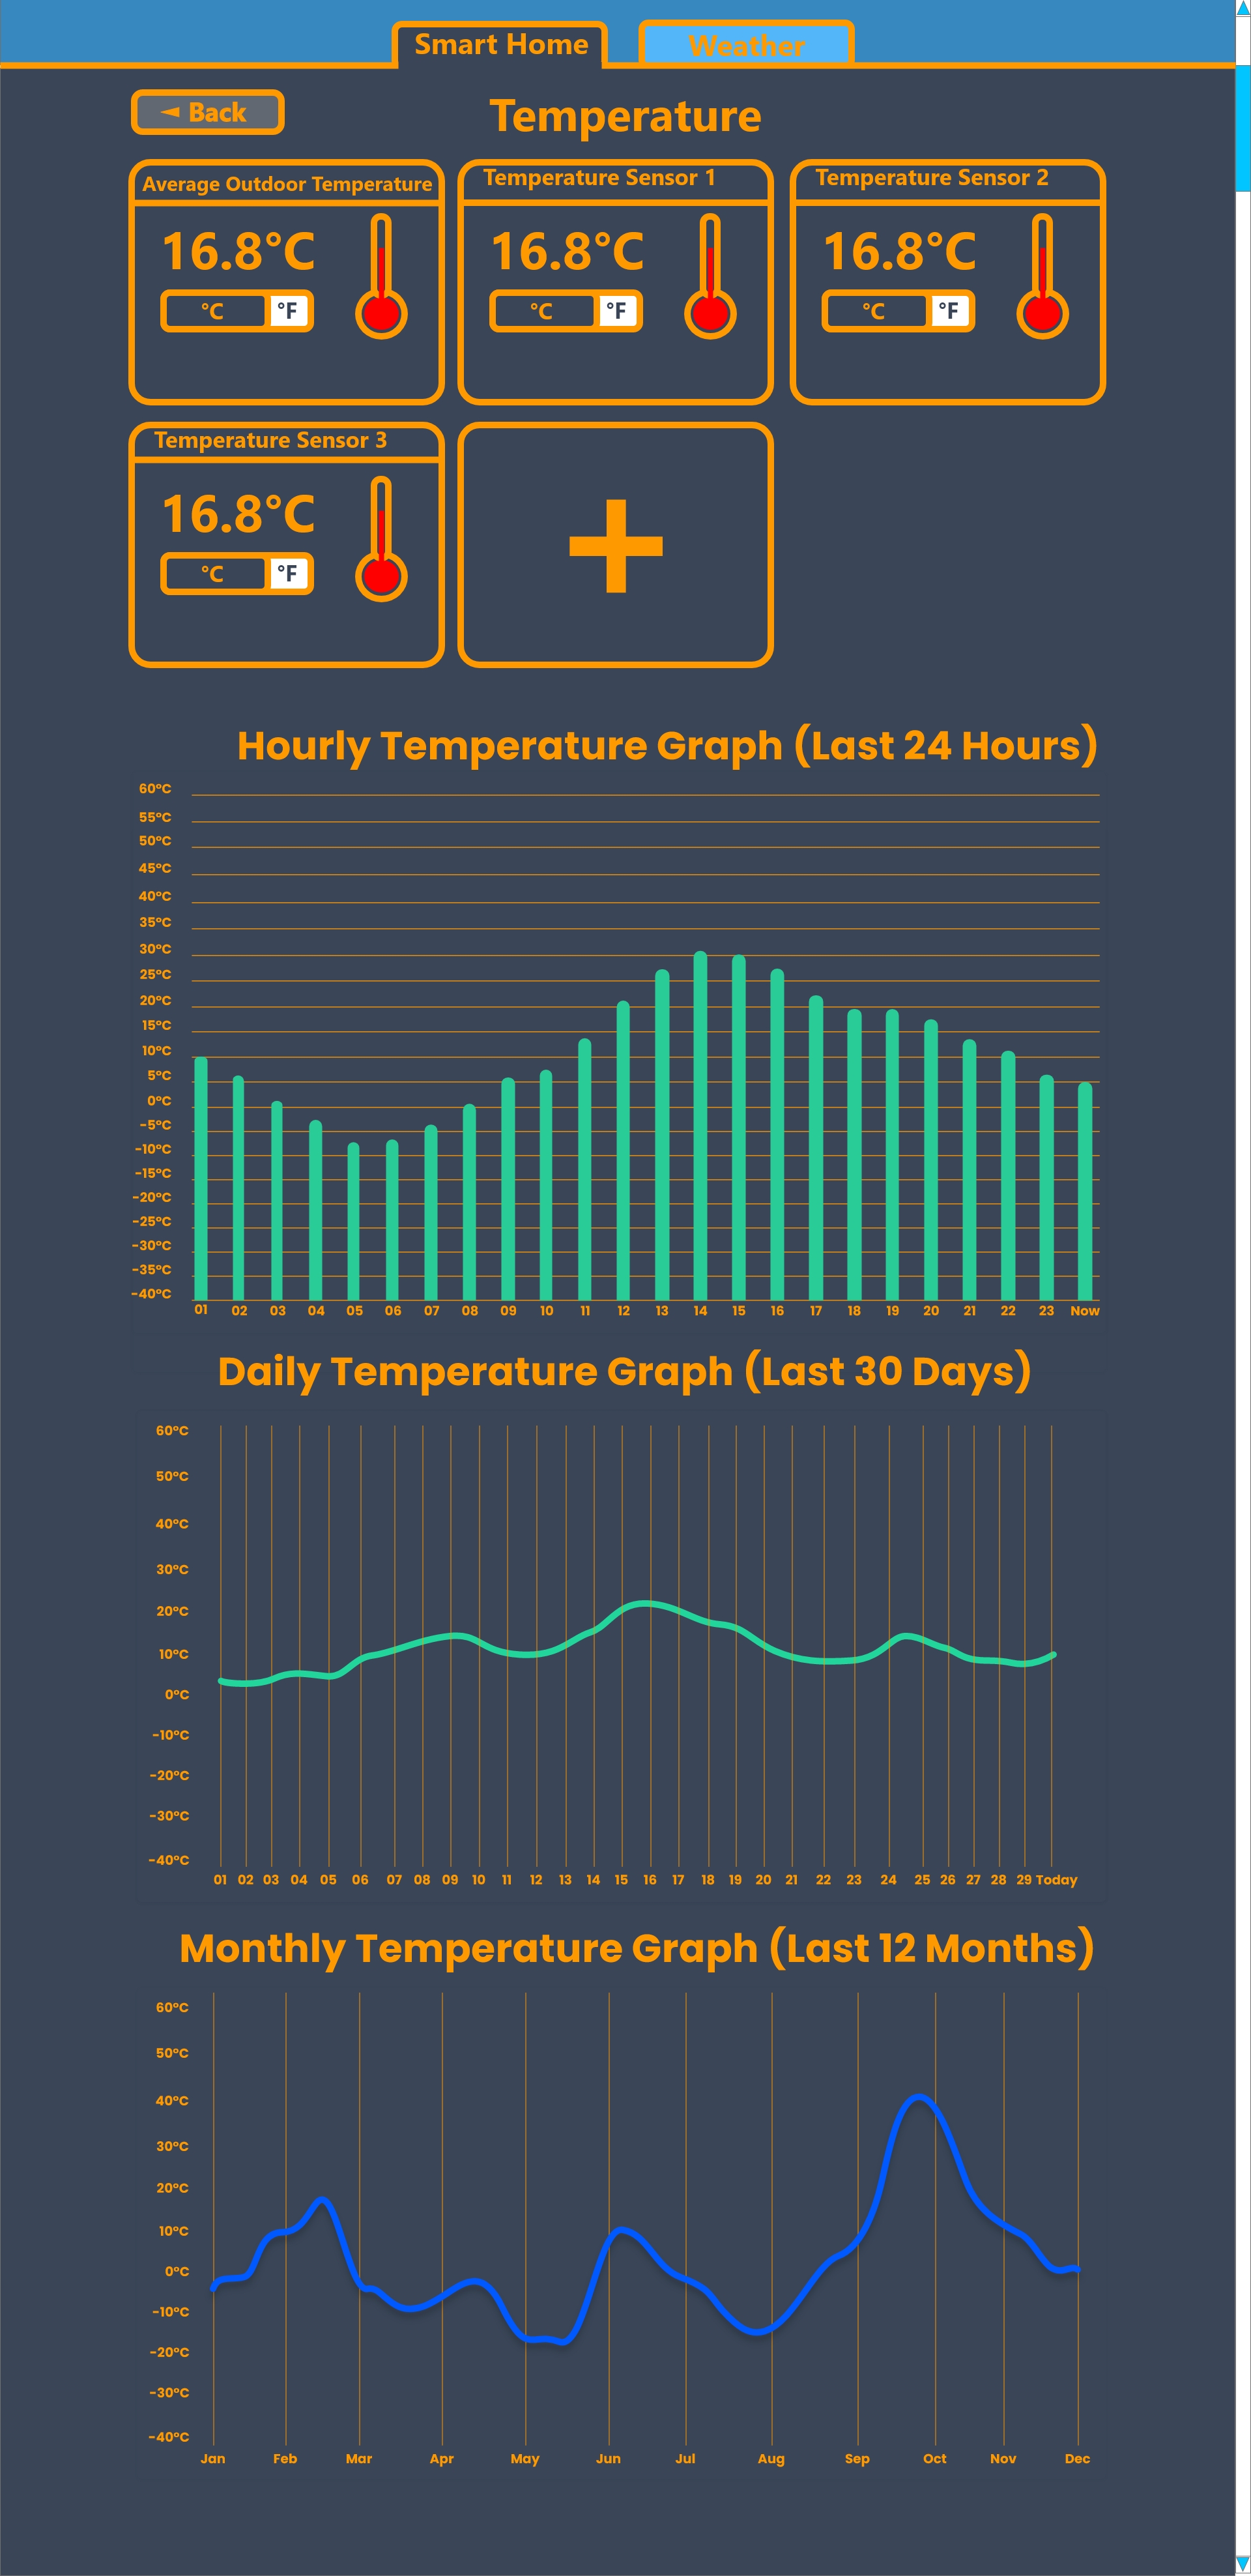 Smart Home
Weather
◄ Back
Temperature
Average Outdoor Temperature
16.8°C
°C °F
Temperature Sensor 1
16.8°C
°C °F
Temperature Sensor 2
16.8°C
°C °F
Temperature Sensor 3
16.8°C
°C °F
+
Hourly Temperature Graph (Last 24 Hours)
60°C
55°C
50°C
45°C
40°C
35°C
30°C
25°C
20°C
15°C
10°C
5°C
0°C
-5°C
-10°C
-15°C
-20°C
-25°C
-30°C
-35°C
-40°C
01 02 03 04 05 06 07 08 09 10 11 12 13 14 15 16 17 18 19 20 21 22 23 Now
Daily Temperature Graph (Last 30 Days)
60°C
50°C
40°C
30°C
20°C
10°C
0°C
-10°C
-20°C
-30°C
-40°C
01 02 03 04 05 06 07 08 09 10 11 12 13 14 15 16 17 18 19 20 21 22 23 24 25 26 27 28 29 Today
Monthly Temperature Graph (Last 12 Months)
60°C
50°C
40°C
30°C
20°C
10°C
0°C
-10°C
-20°C
-30°C
-40°C
Jan Feb Mar Apr May Jun Jul Aug Sep Oct Nov Dec